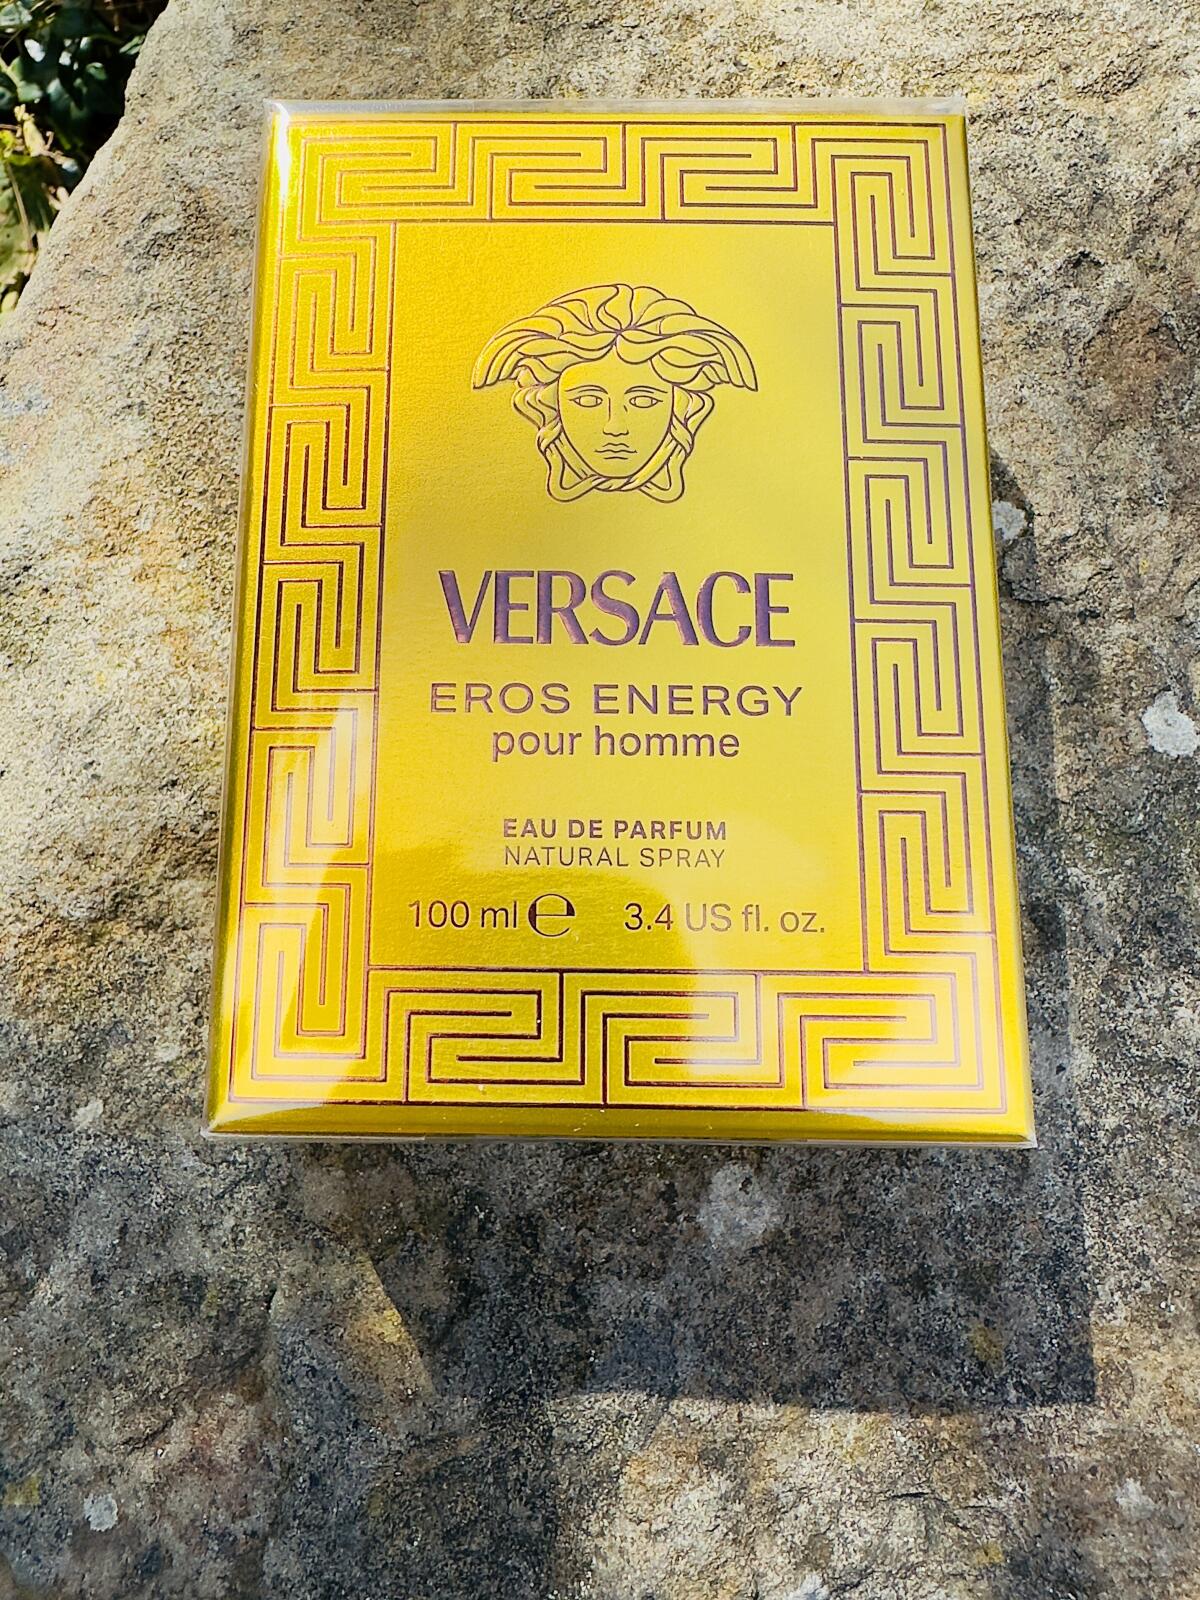 VERSACE
EROS ENERGY
pour homme
EAU DE PARFUM
NATURAL SPRAY
100 ml ℮ 3.4 US fl. oz.